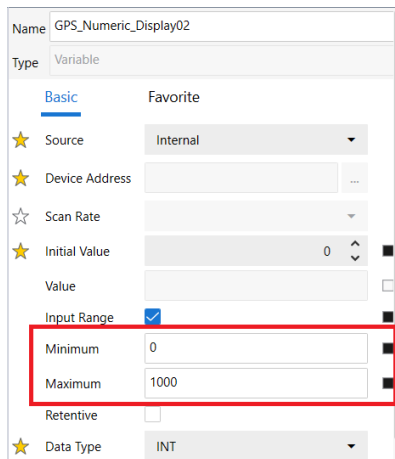 Name GPS_Numeric_Display02
Type Variable
Basic Favorite
Source Internal
Device Address ...
Scan Rate
Initial Value 0
Value
Input Range
Minimum 0
Maximum 1000
Retentive
Data Type INT